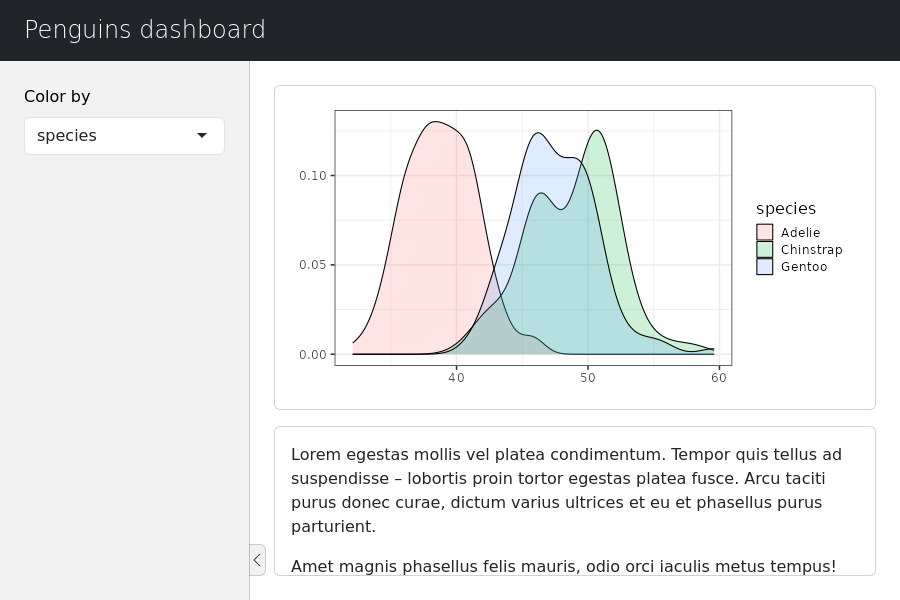 Penguins dashboard
Color by
species
0.10
0.05
0.00
40 50 60
species
Adelie
Chinstrap
Gentoo
Lorem egestas mollis vel platea condimentum. Tempor quis tellus ad
suspendisse – lobortis proin tortor egestas platea fusce. Arcu taciti
purus donec curae, dictum varius ultrices et eu et phasellus purus
parturient.
Amet magnis phasellus felis mauris, odio orci iaculis metus tempus!